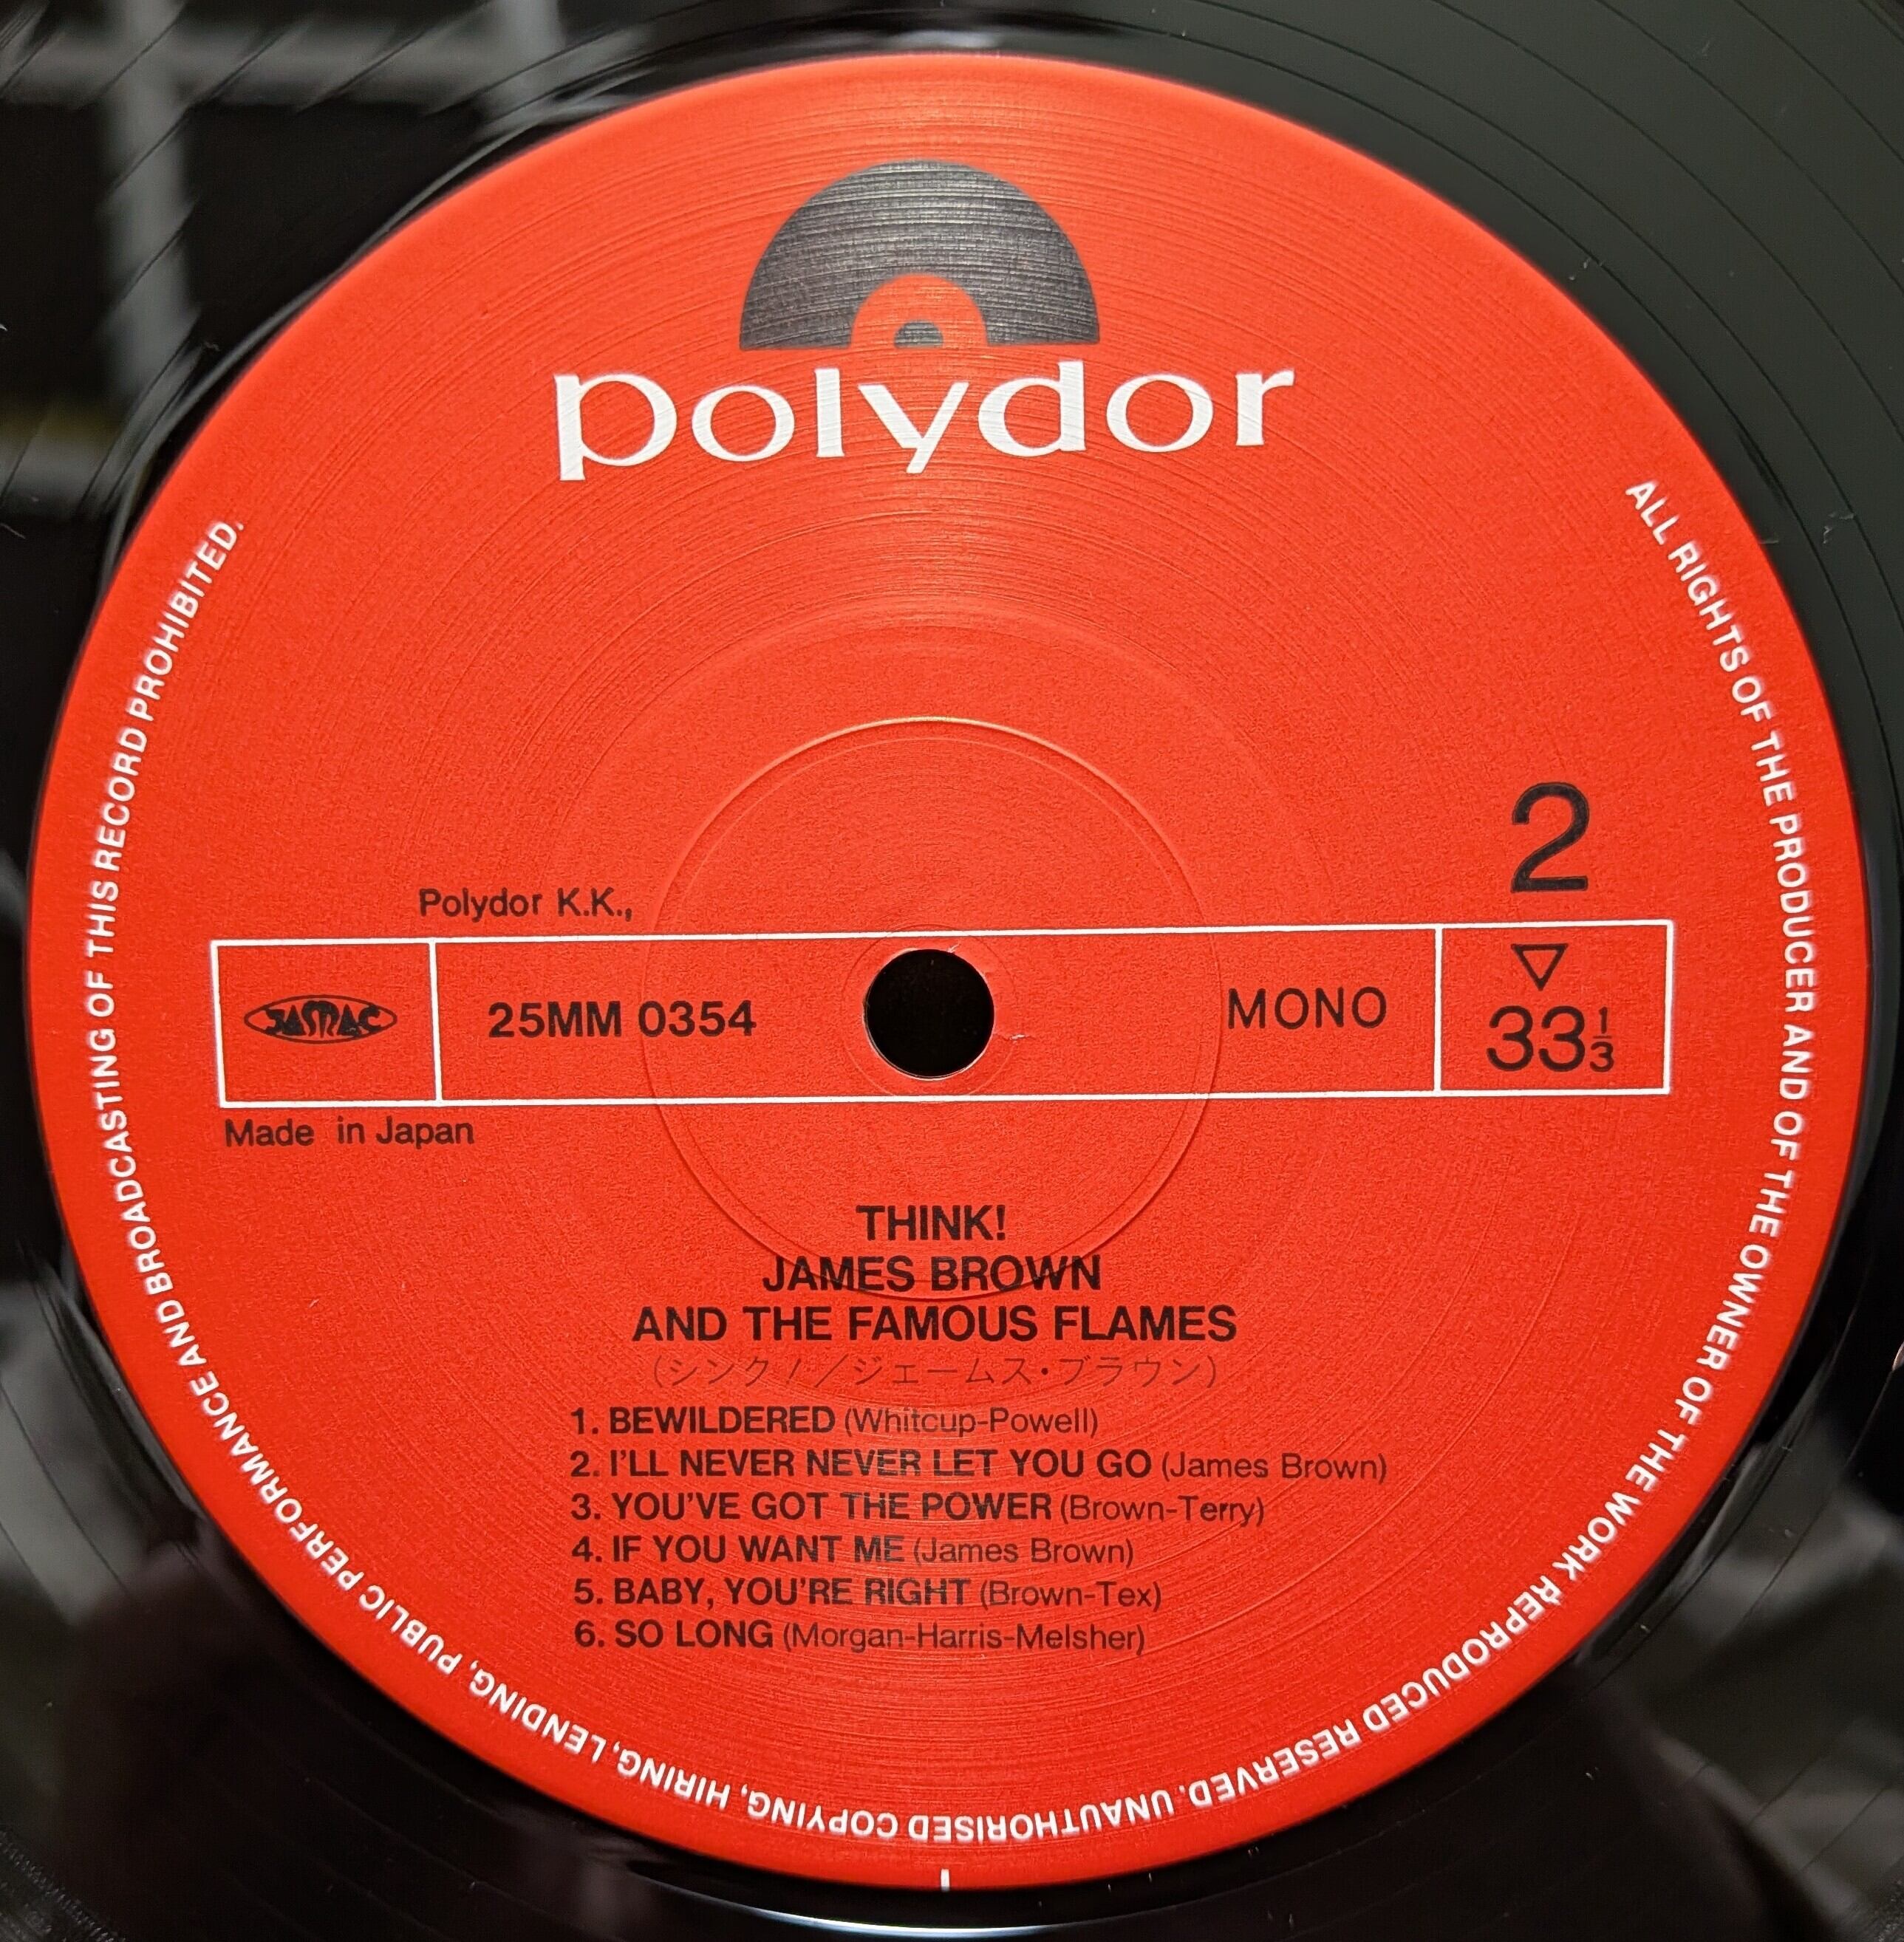 polydor
2
Polydor K.K.,
JASRAC
25MM 0354
MONO
▽
33 1/3
Made in Japan
THINK!
JAMES BROWN
AND THE FAMOUS FLAMES
(シンク!/ジェームス・ブラウン)
1. BEWILDERED (Whitcup-Powell)
2. I'LL NEVER NEVER LET YOU GO (James Brown)
3. YOU'VE GOT THE POWER (Brown-Terry)
4. IF YOU WANT ME (James Brown)
5. BABY, YOU'RE RIGHT (Brown-Tex)
6. SO LONG (Morgan-Harris-Melsher)
ALL RIGHTS OF THE PRODUCER AND OF THE OWNER OF THE WORK REPRODUCED RESERVED. UNAUTHORISED COPYING, HIRING, LENDING, PUBLIC PERFORMANCE AND BROADCASTING OF THIS RECORD PROHIBITED.